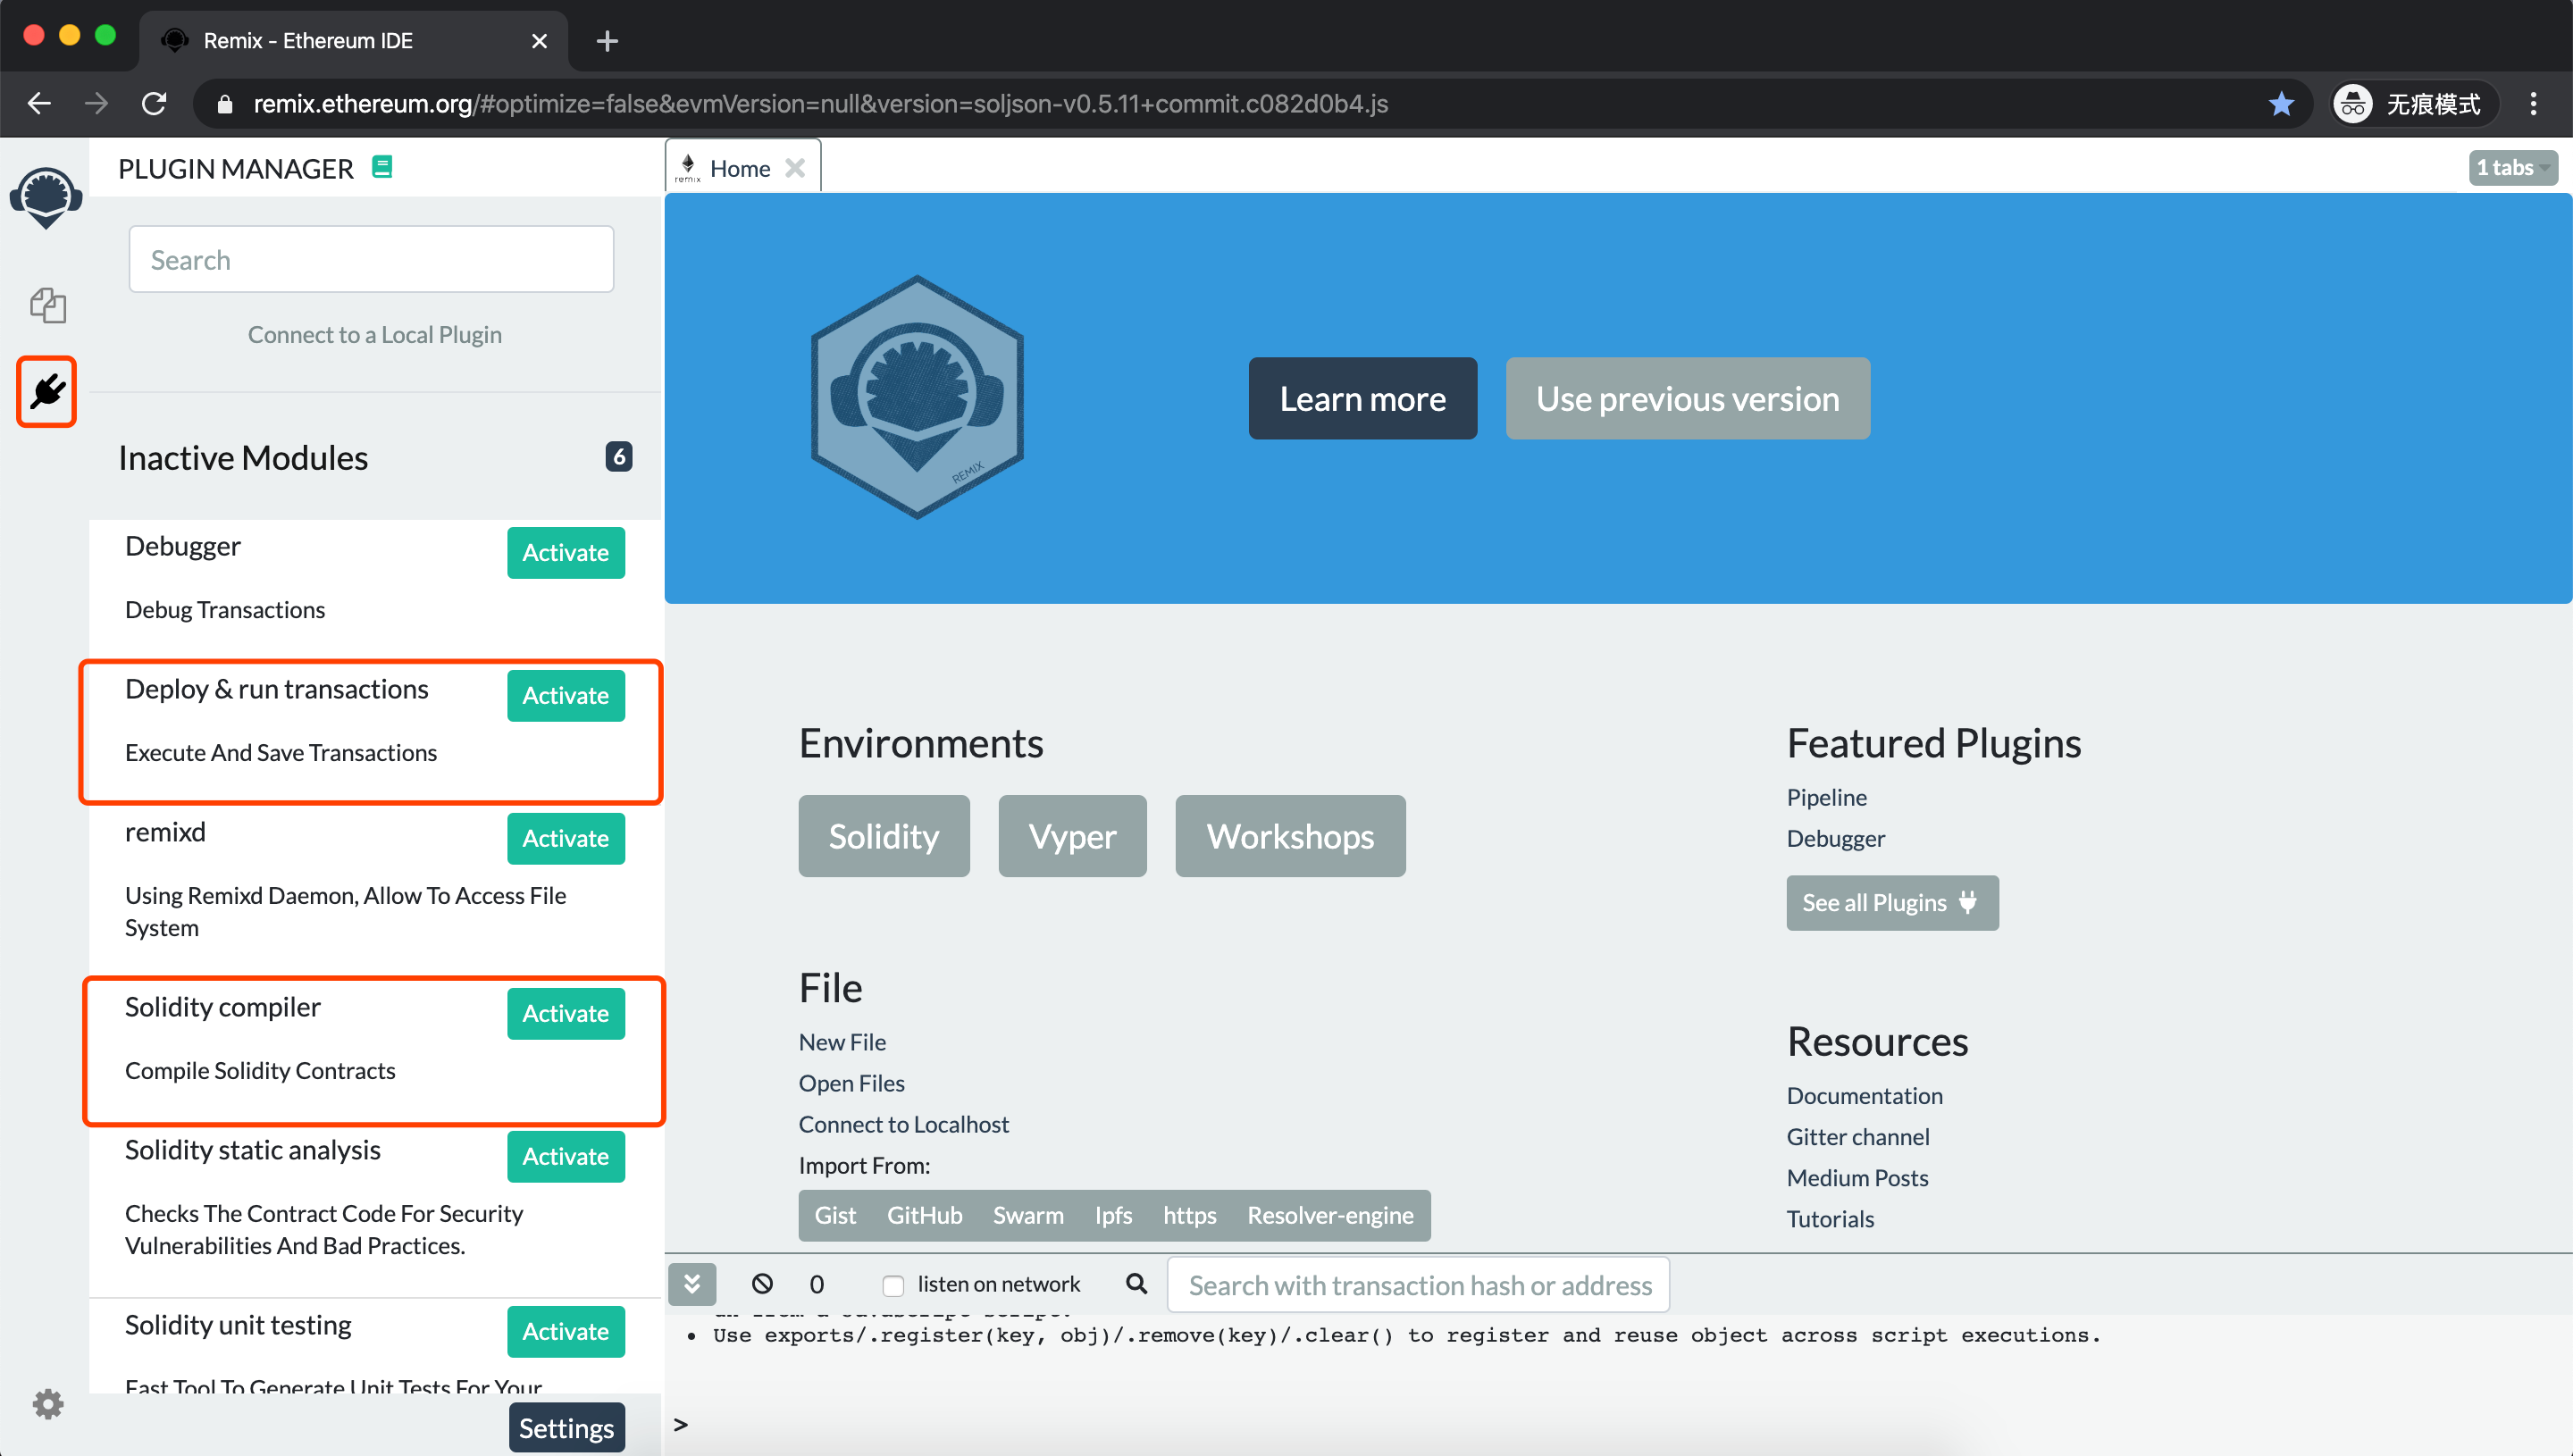 Remix - Ethereum IDE
remix.ethereum.org/#optimize=false&evmVersion=null&version=soljson-v0.5.11+commit.c082d0b4.js
无痕模式
PLUGIN MANAGER
Search
Connect to a Local Plugin
Inactive Modules
6
Debugger
Activate
Debug Transactions
Deploy & run transactions
Activate
Execute And Save Transactions
remixd
Activate
Using Remixd Daemon, Allow To Access File
System
Solidity compiler
Activate
Compile Solidity Contracts
Solidity static analysis
Activate
Checks The Contract Code For Security
Vulnerabilities And Bad Practices.
Solidity unit testing
Activate
Fast Tool To Generate Unit Tests For Your
Settings
remix
Home
1 tabs
REMIX
Learn more
Use previous version
Environments
Solidity
Vyper
Workshops
File
New File
Open Files
Connect to Localhost
Import From:
Gist GitHub Swarm Ipfs https Resolver-engine
Featured Plugins
Pipeline
Debugger
See all Plugins
Resources
Documentation
Gitter channel
Medium Posts
Tutorials
0
listen on network
Search with transaction hash or address
• Use exports/.register(key, obj)/.remove(key)/.clear() to register and reuse object across script executions.
>